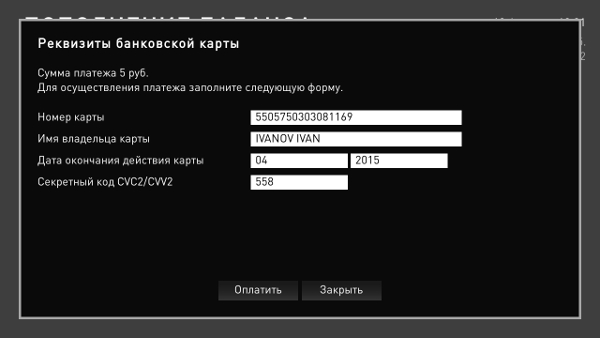 Реквизиты банковской карты
Сумма платежа 5 руб.
Для осуществления платежа заполните следующую форму.
Номер карты 5505750303081169
Имя владельца карты IVANOV IVAN
Дата окончания действия карты 04 2015
Секретный код CVC2/CVV2 558
Оплатить Закрыть